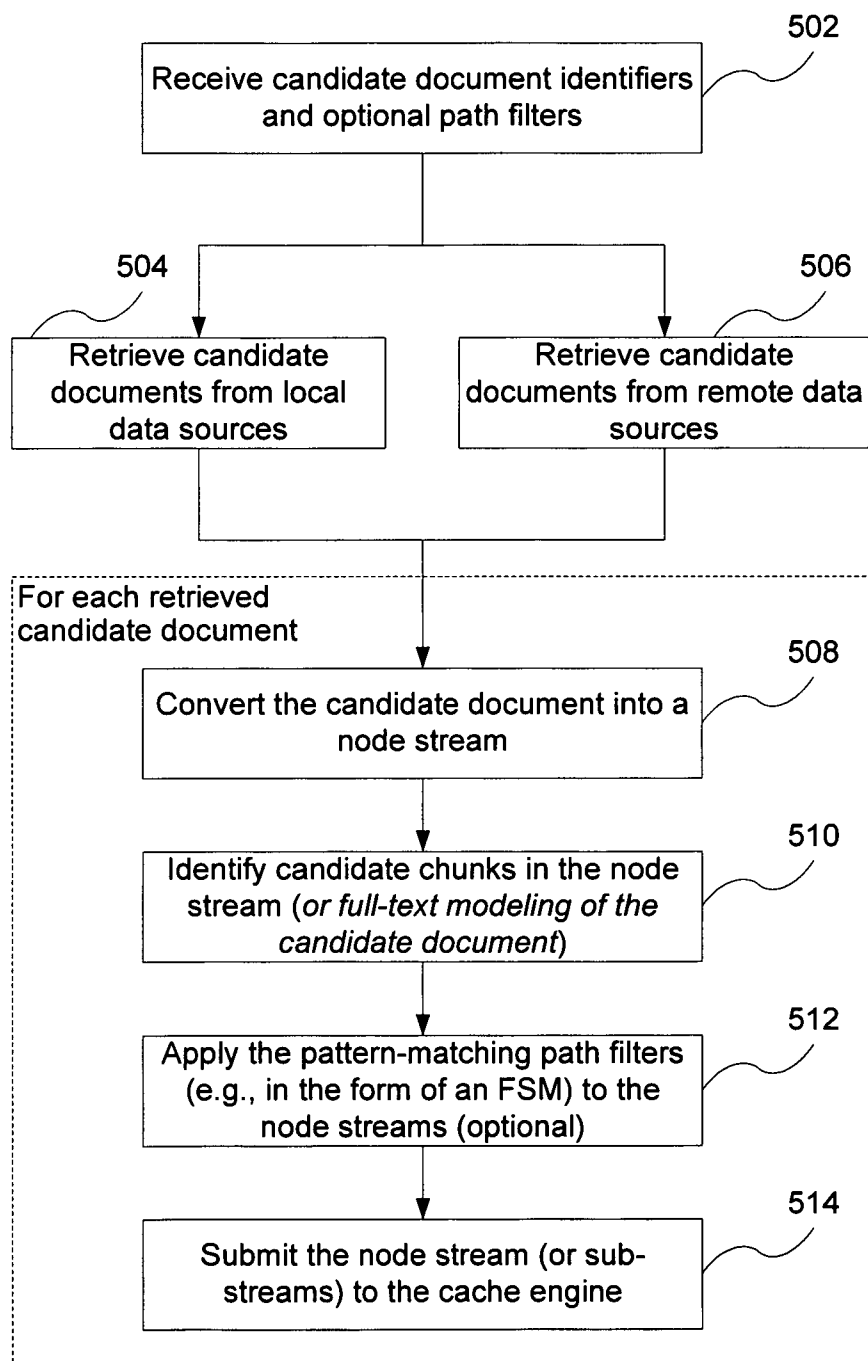 502
Receive candidate document identifiers
and optional path filters
504
506
Retrieve candidate
documents from local
data sources
Retrieve candidate
documents from remote data
sources
For each retrieved
candidate document
508
Convert the candidate document into a
node stream
510
Identify candidate chunks in the node
stream (or full-text modeling of the
candidate document)
512
Apply the pattern-matching path filters
(e.g., in the form of an FSM) to the
node streams (optional)
514
Submit the node stream (or sub-
streams) to the cache engine